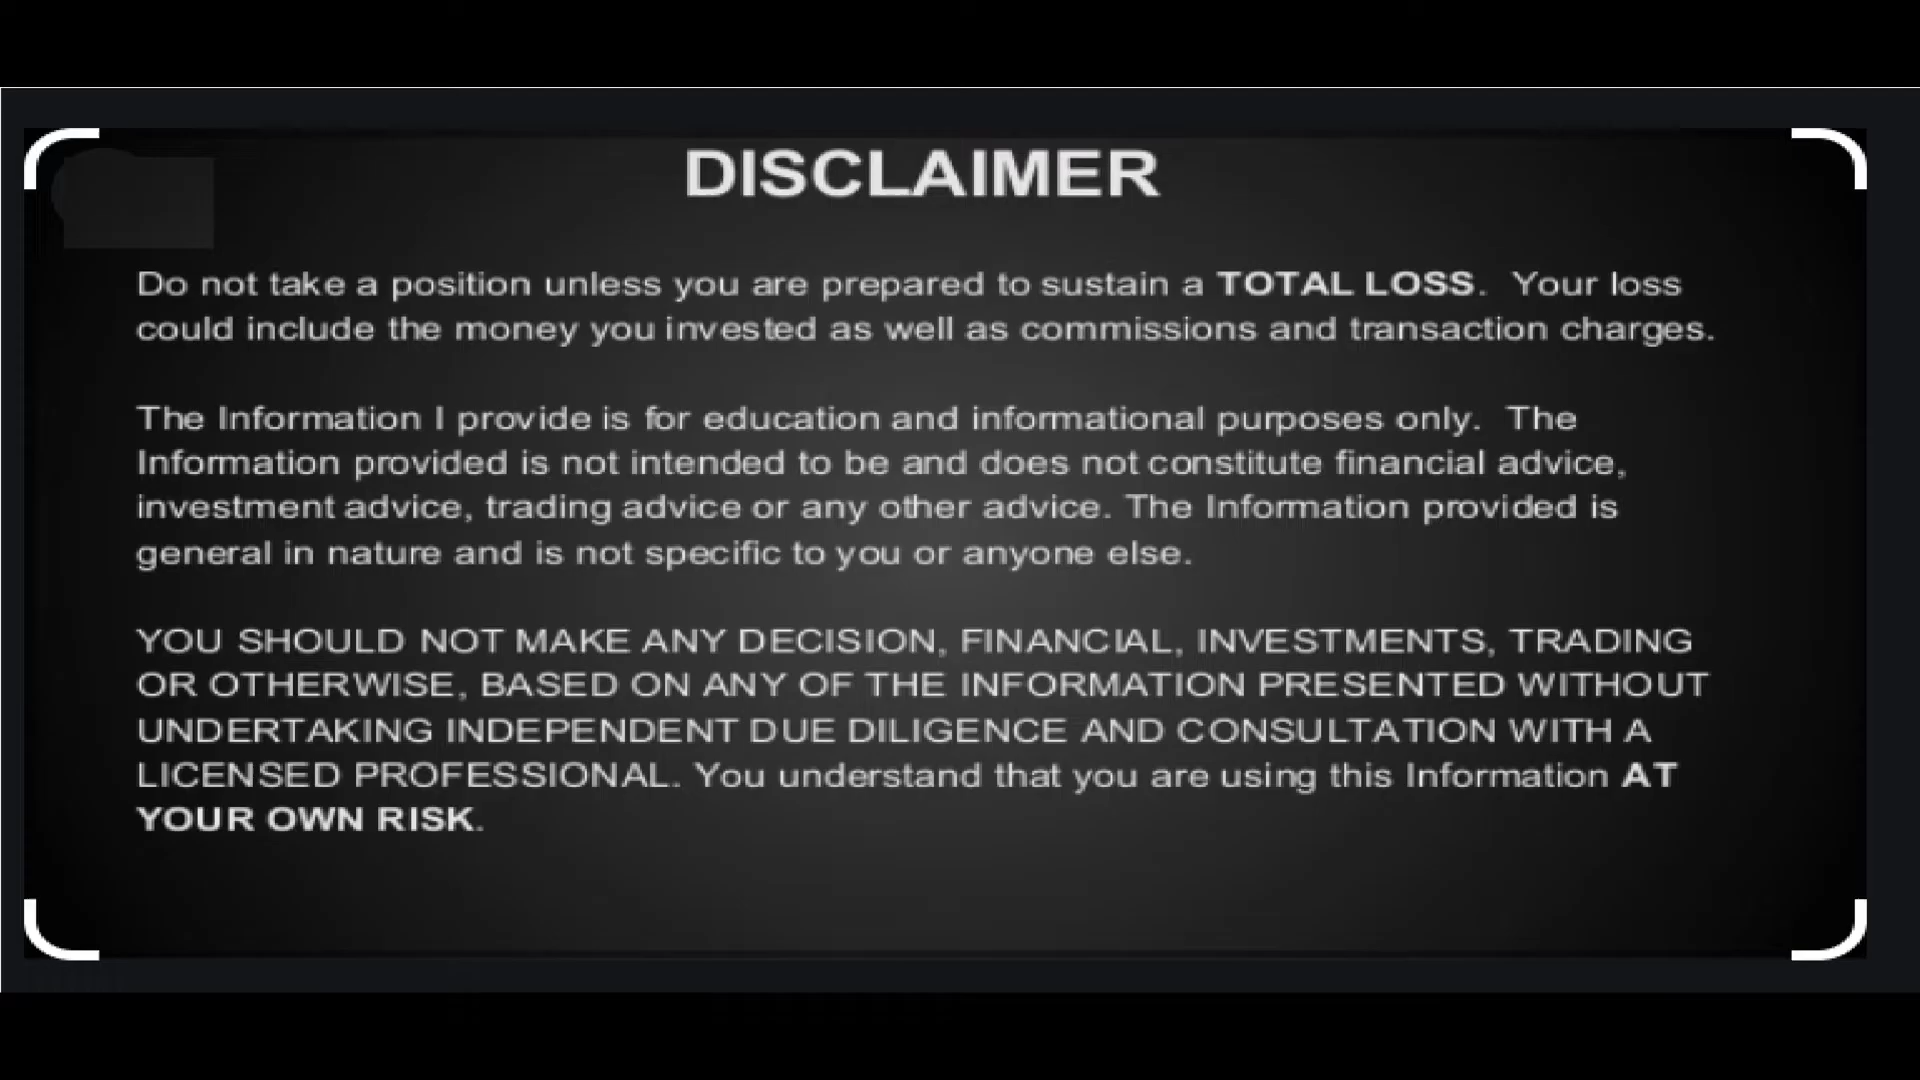 DISCLAIMER
Do not take a position unless you are prepared to sustain a TOTAL LOSS.  Your loss
could include the money you invested as well as commissions and transaction charges.
The Information I provide is for education and informational purposes only.  The
Information provided is not intended to be and does not constitute financial advice,
investment advice, trading advice or any other advice. The Information provided is
general in nature and is not specific to you or anyone else.
YOU SHOULD NOT MAKE ANY DECISION, FINANCIAL, INVESTMENTS, TRADING
OR OTHERWISE, BASED ON ANY OF THE INFORMATION PRESENTED WITHOUT
UNDERTAKING INDEPENDENT DUE DILIGENCE AND CONSULTATION WITH A
LICENSED PROFESSIONAL. You understand that you are using this Information AT
YOUR OWN RISK.